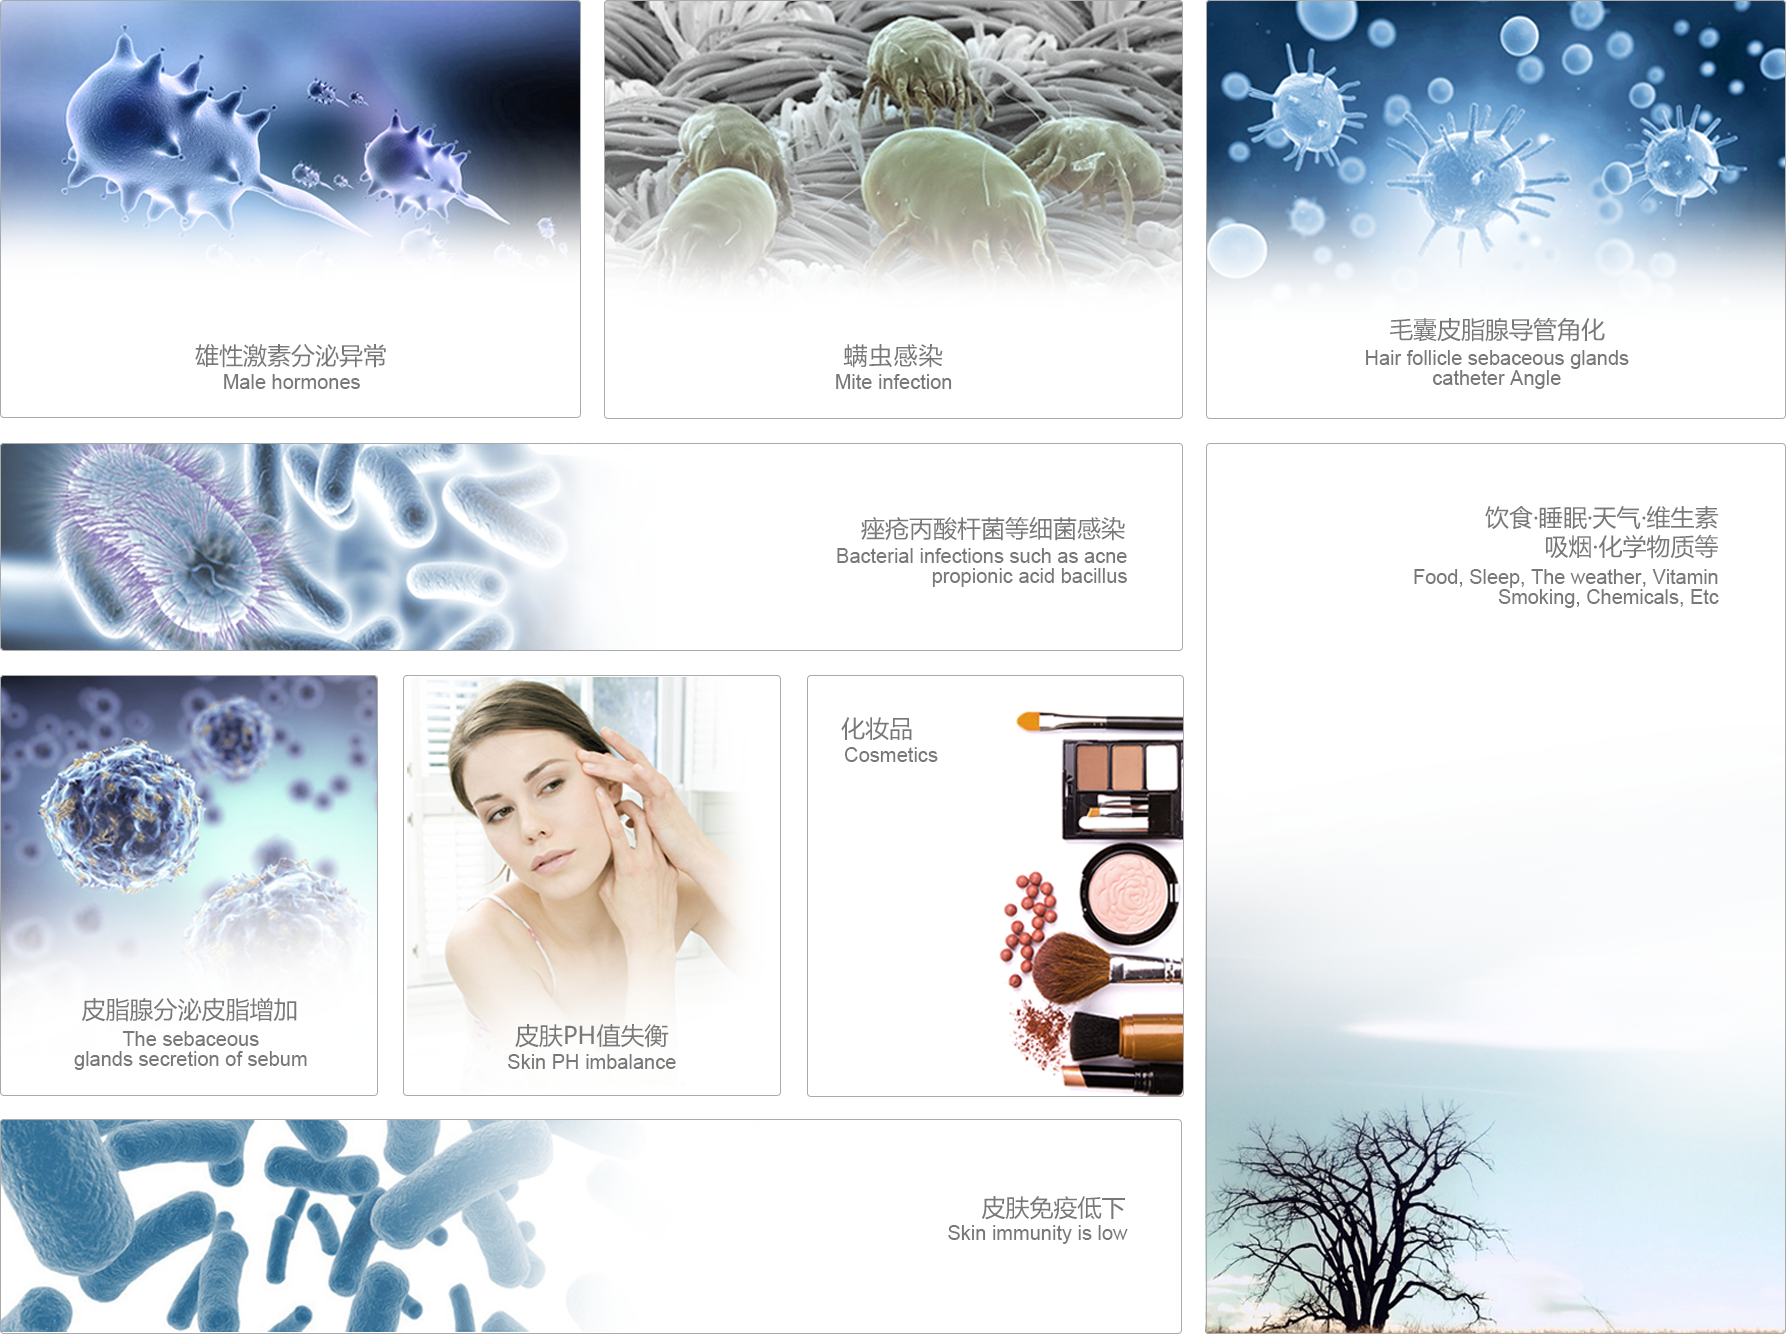 雄性激素分泌异常
Male hormones
螨虫感染
Mite infection
毛囊皮脂腺导管角化
Hair follicle sebaceous glands
catheter Angle
痤疮丙酸杆菌等细菌感染
Bacterial infections such as acne
propionic acid bacillus
饮食·睡眠·天气·维生素
吸烟·化学物质等
Food, Sleep, The weather, Vitamin
Smoking, Chemicals, Etc
皮脂腺分泌皮脂增加
The sebaceous
glands secretion of sebum
皮肤PH值失衡
Skin PH imbalance
化妆品
Cosmetics
皮肤免疫低下
Skin immunity is low